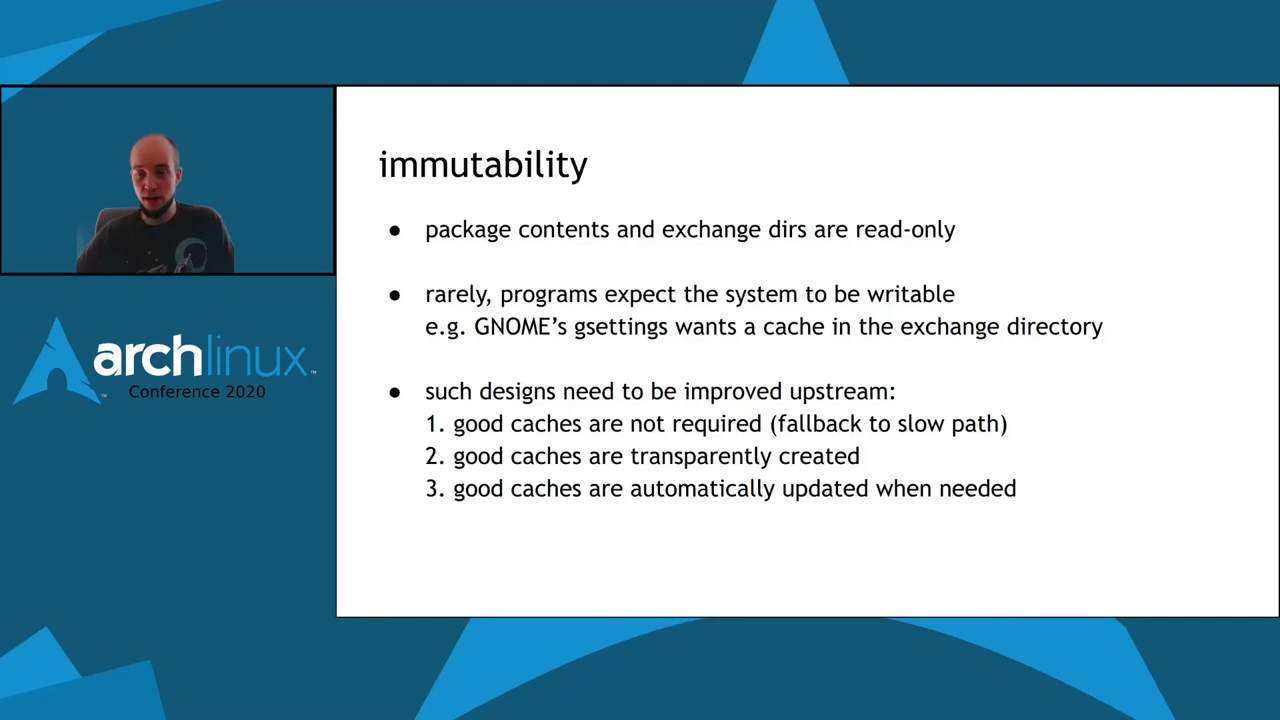 immutability
● package contents and exchange dirs are read-only
● rarely, programs expect the system to be writable
e.g. GNOME’s gsettings wants a cache in the exchange directory
● such designs need to be improved upstream:
1. good caches are not required (fallback to slow path)
2. good caches are transparently created
3. good caches are automatically updated when needed
archlinux™
Conference 2020
™